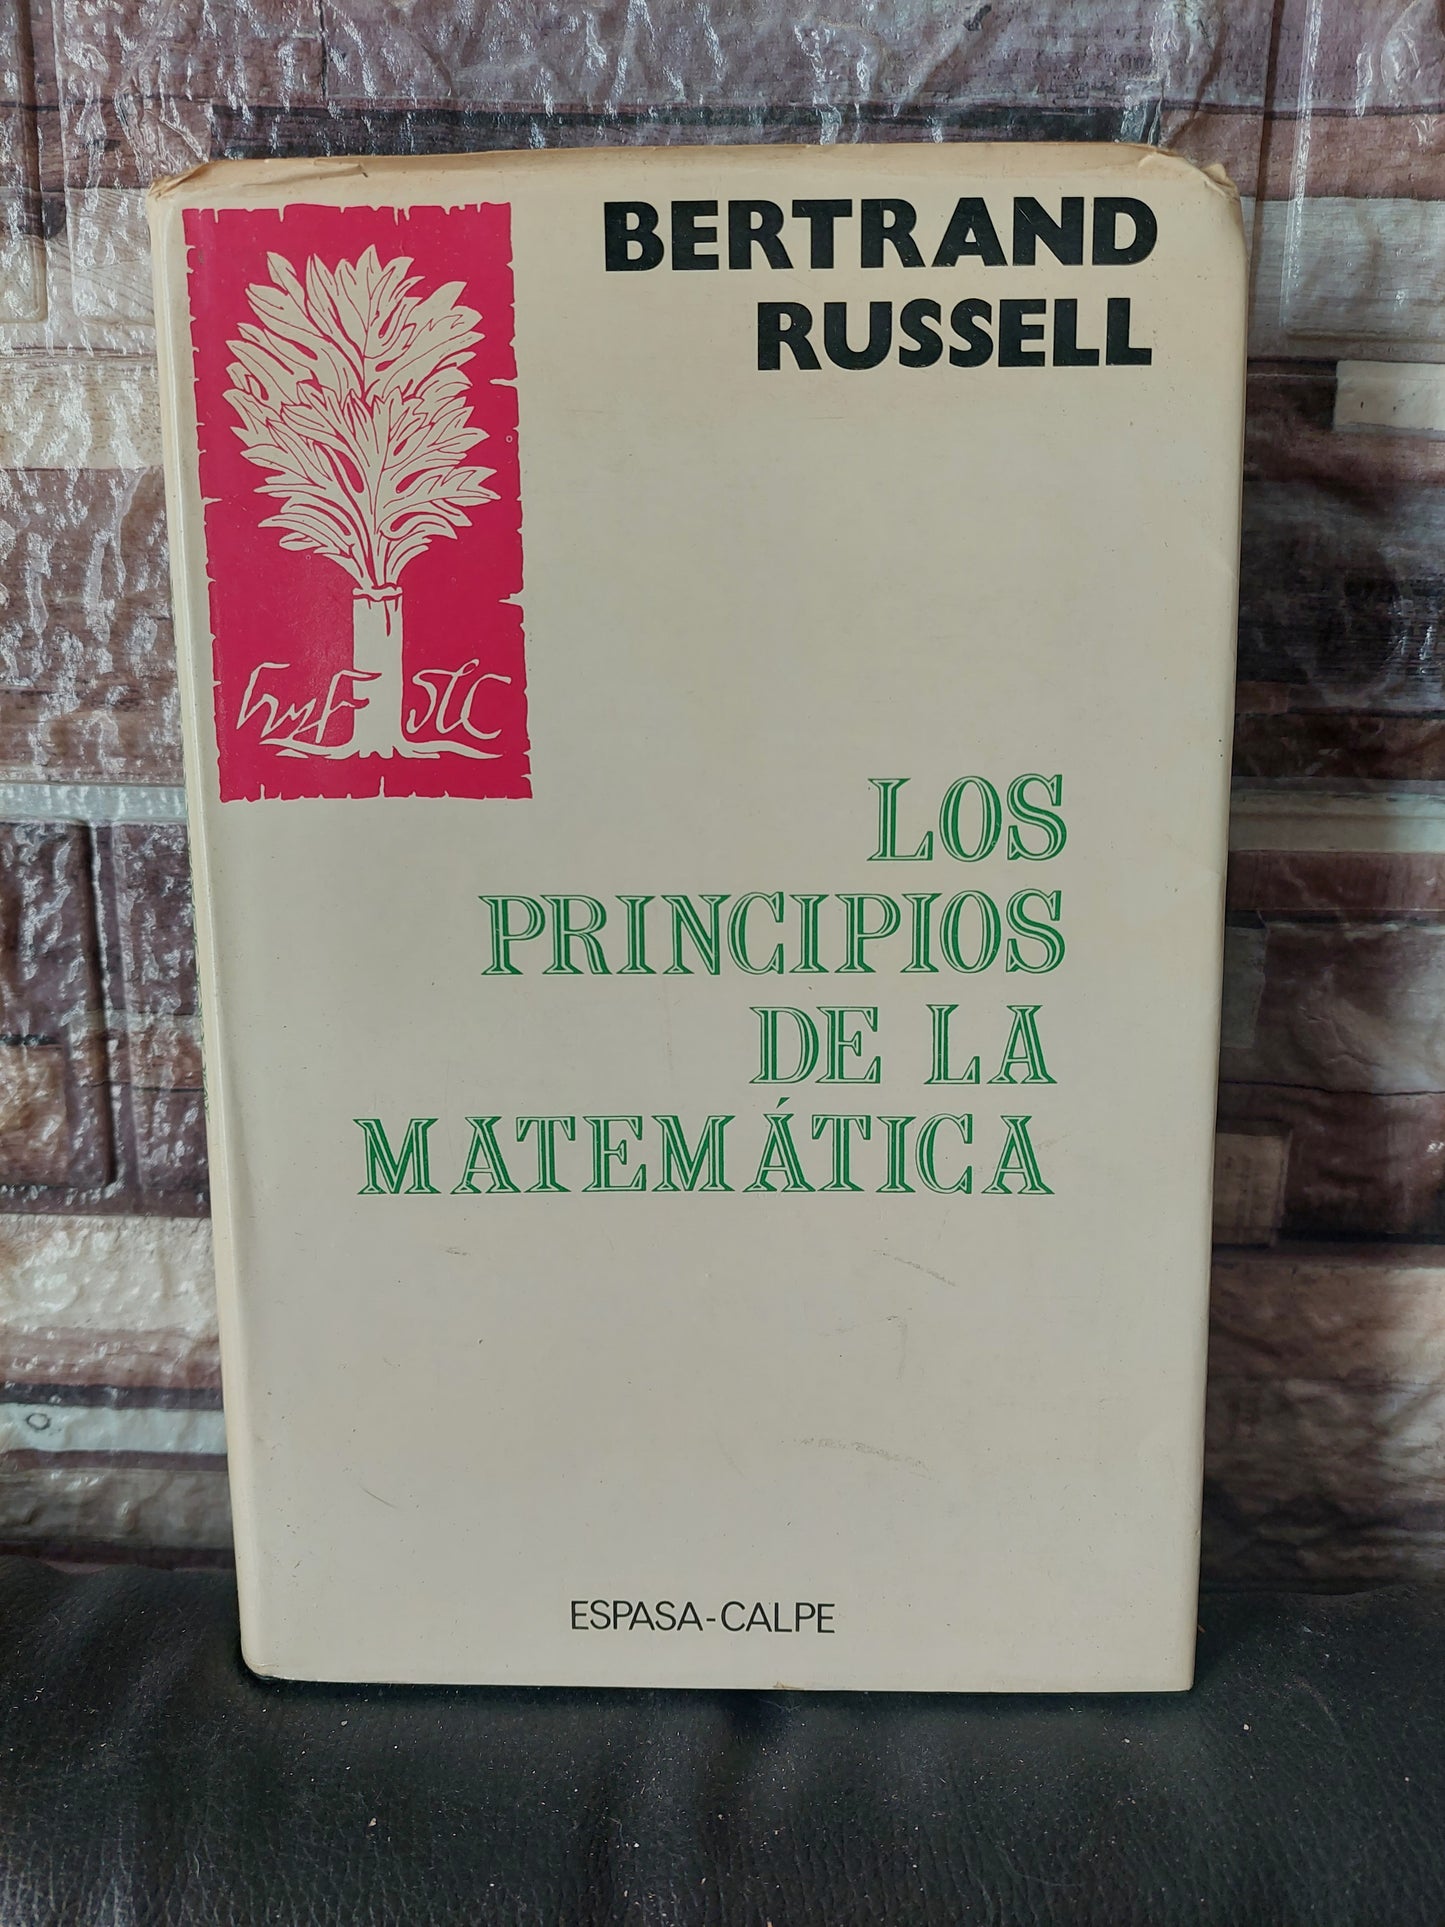 BERTRAND
RUSSELL
LOS
PRINCIPIOS
DE LA
MATEMÁTICA
ESPASA-CALPE